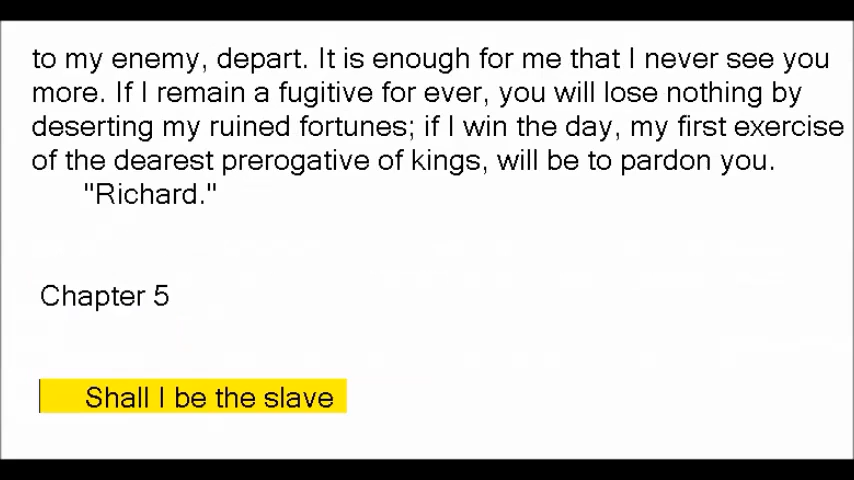 to my enemy, depart. It is enough for me that I never see you
more. If I remain a fugitive for ever, you will lose nothing by
deserting my ruined fortunes; if I win the day, my first exercise
of the dearest prerogative of kings, will be to pardon you.
"Richard."
Chapter 5
Shall I be the slave